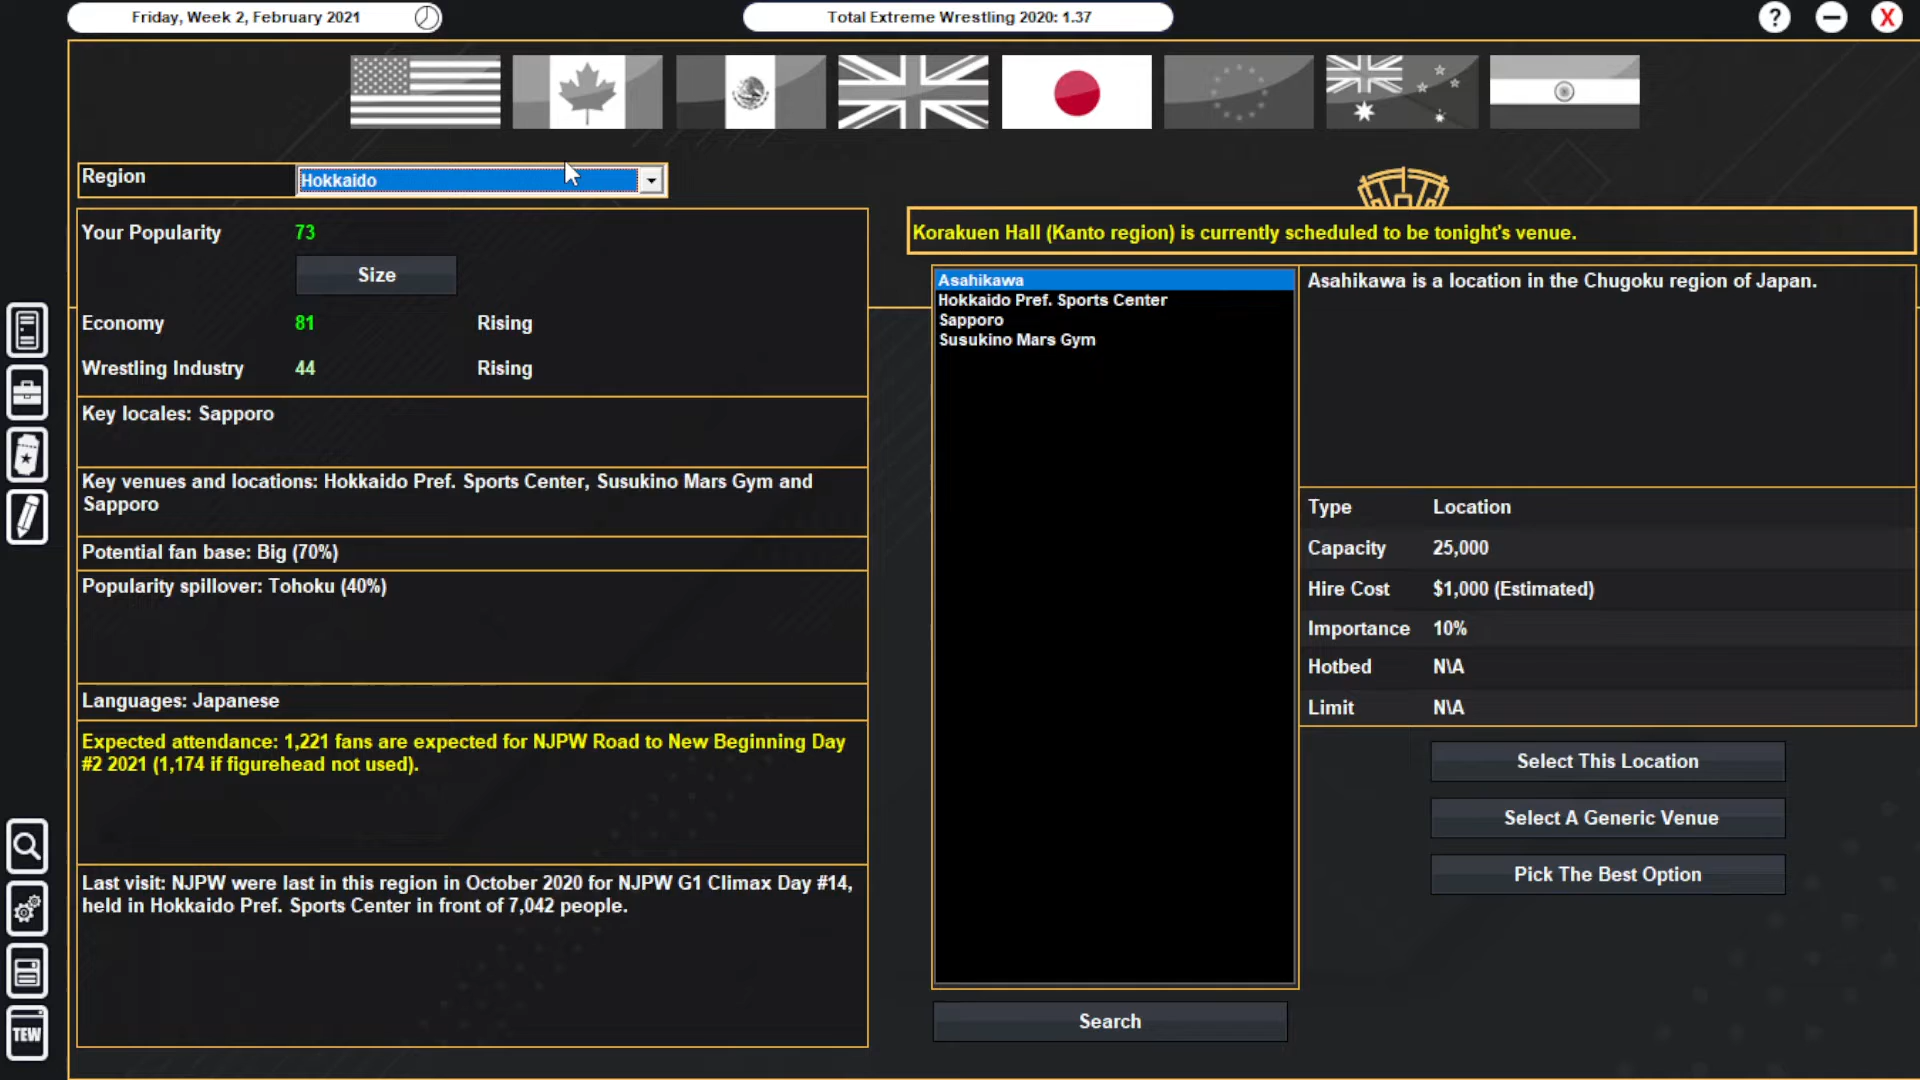 Friday, Week 2, February 2021
Total Extreme Wrestling 2020: 1.37
?
X
Region
Hokkaido
Your Popularity 73
Size
Economy 81 Rising
Wrestling Industry 44 Rising
Key locales: Sapporo
Key venues and locations: Hokkaido Pref. Sports Center, Susukino Mars Gym and
Sapporo
Potential fan base: Big (70%)
Popularity spillover: Tohoku (40%)
Languages: Japanese
Expected attendance: 1,221 fans are expected for NJPW Road to New Beginning Day
#2 2021 (1,174 if figurehead not used).
Last visit: NJPW were last in this region in October 2020 for NJPW G1 Climax Day #14,
held in Hokkaido Pref. Sports Center in front of 7,042 people.
Korakuen Hall (Kanto region) is currently scheduled to be tonight's venue.
Asahikawa
Hokkaido Pref. Sports Center
Sapporo
Susukino Mars Gym
Search
Asahikawa is a location in the Chugoku region of Japan.
Type Location
Capacity 25,000
Hire Cost $1,000 (Estimated)
Importance 10%
Hotbed N\A
Limit N\A
Select This Location
Select A Generic Venue
Pick The Best Option
TEW